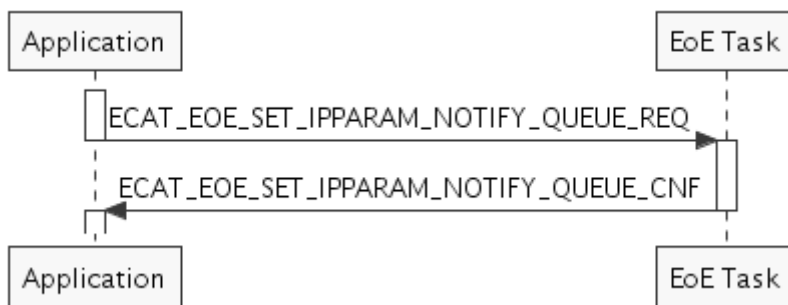 Application
EoE Task
ECAT_EOE_SET_IPPARAM_NOTIFY_QUEUE_REQ
ECAT_EOE_SET_IPPARAM_NOTIFY_QUEUE_CNF
Application
EoE Task